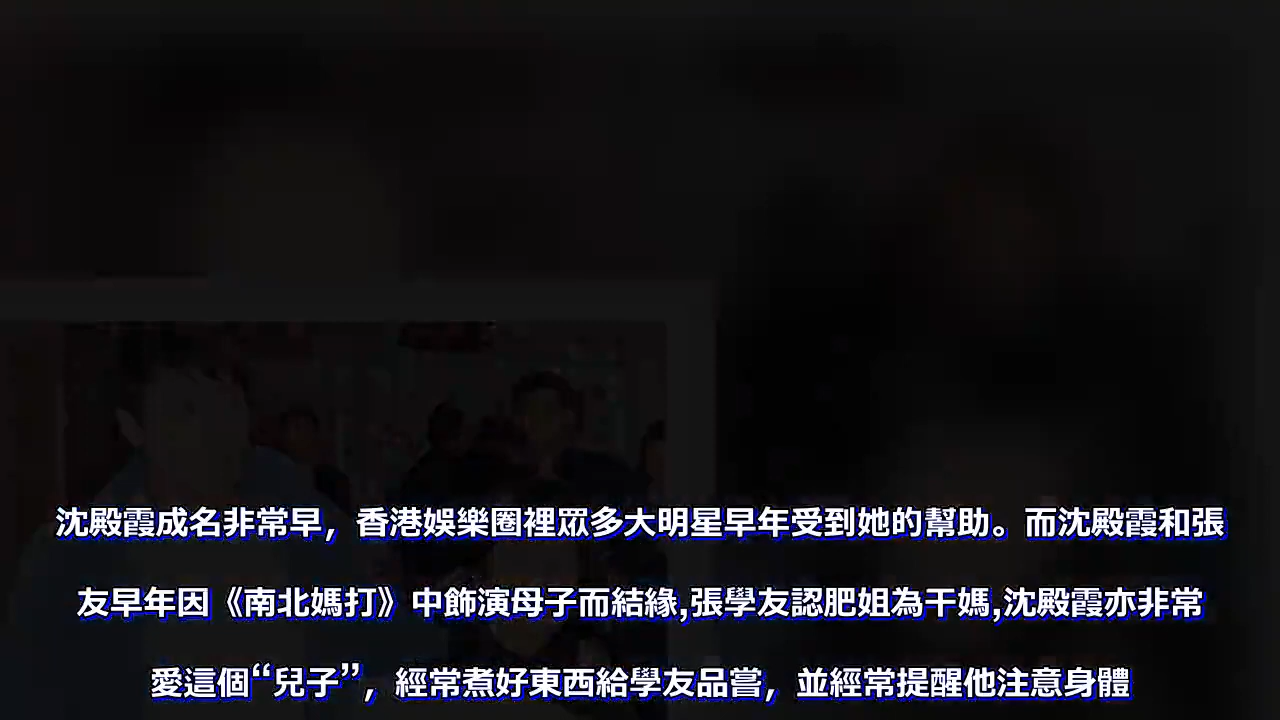 沈殿霞成名非常早，香港娛樂圈裡眾多大明星早年受到她的幫助。而沈殿霞和張
友早年因《南北媽打》中飾演母子而結緣,張學友認肥姐為干媽,沈殿霞亦非常
愛這個“兒子”，經常煮好東西給學友品嘗，並經常提醒他注意身體